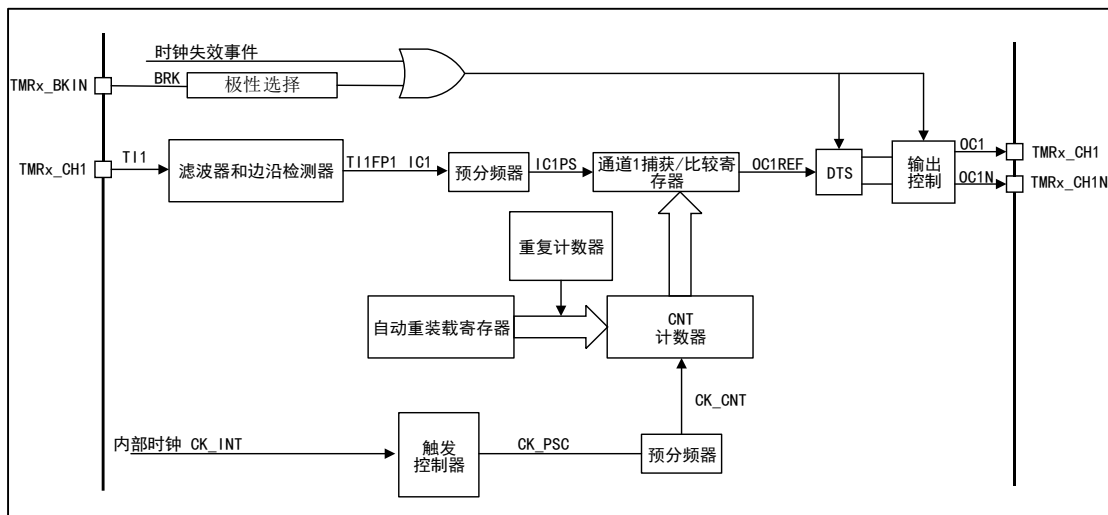 时钟失效事件
TMRx_BKIN
BRK
极性选择
TMRx_CH1
TI1
滤波器和边沿检测器
TI1FP1 IC1
预分频器
IC1PS
通道1捕获/比较寄
存器
OC1REF
DTS
输出
控制
OC1
TMRx_CH1
OC1N
TMRx_CH1N
重复计数器
自动重装载寄存器
CNT
计数器
CK_CNT
内部时钟 CK_INT
触发
控制器
CK_PSC
预分频器